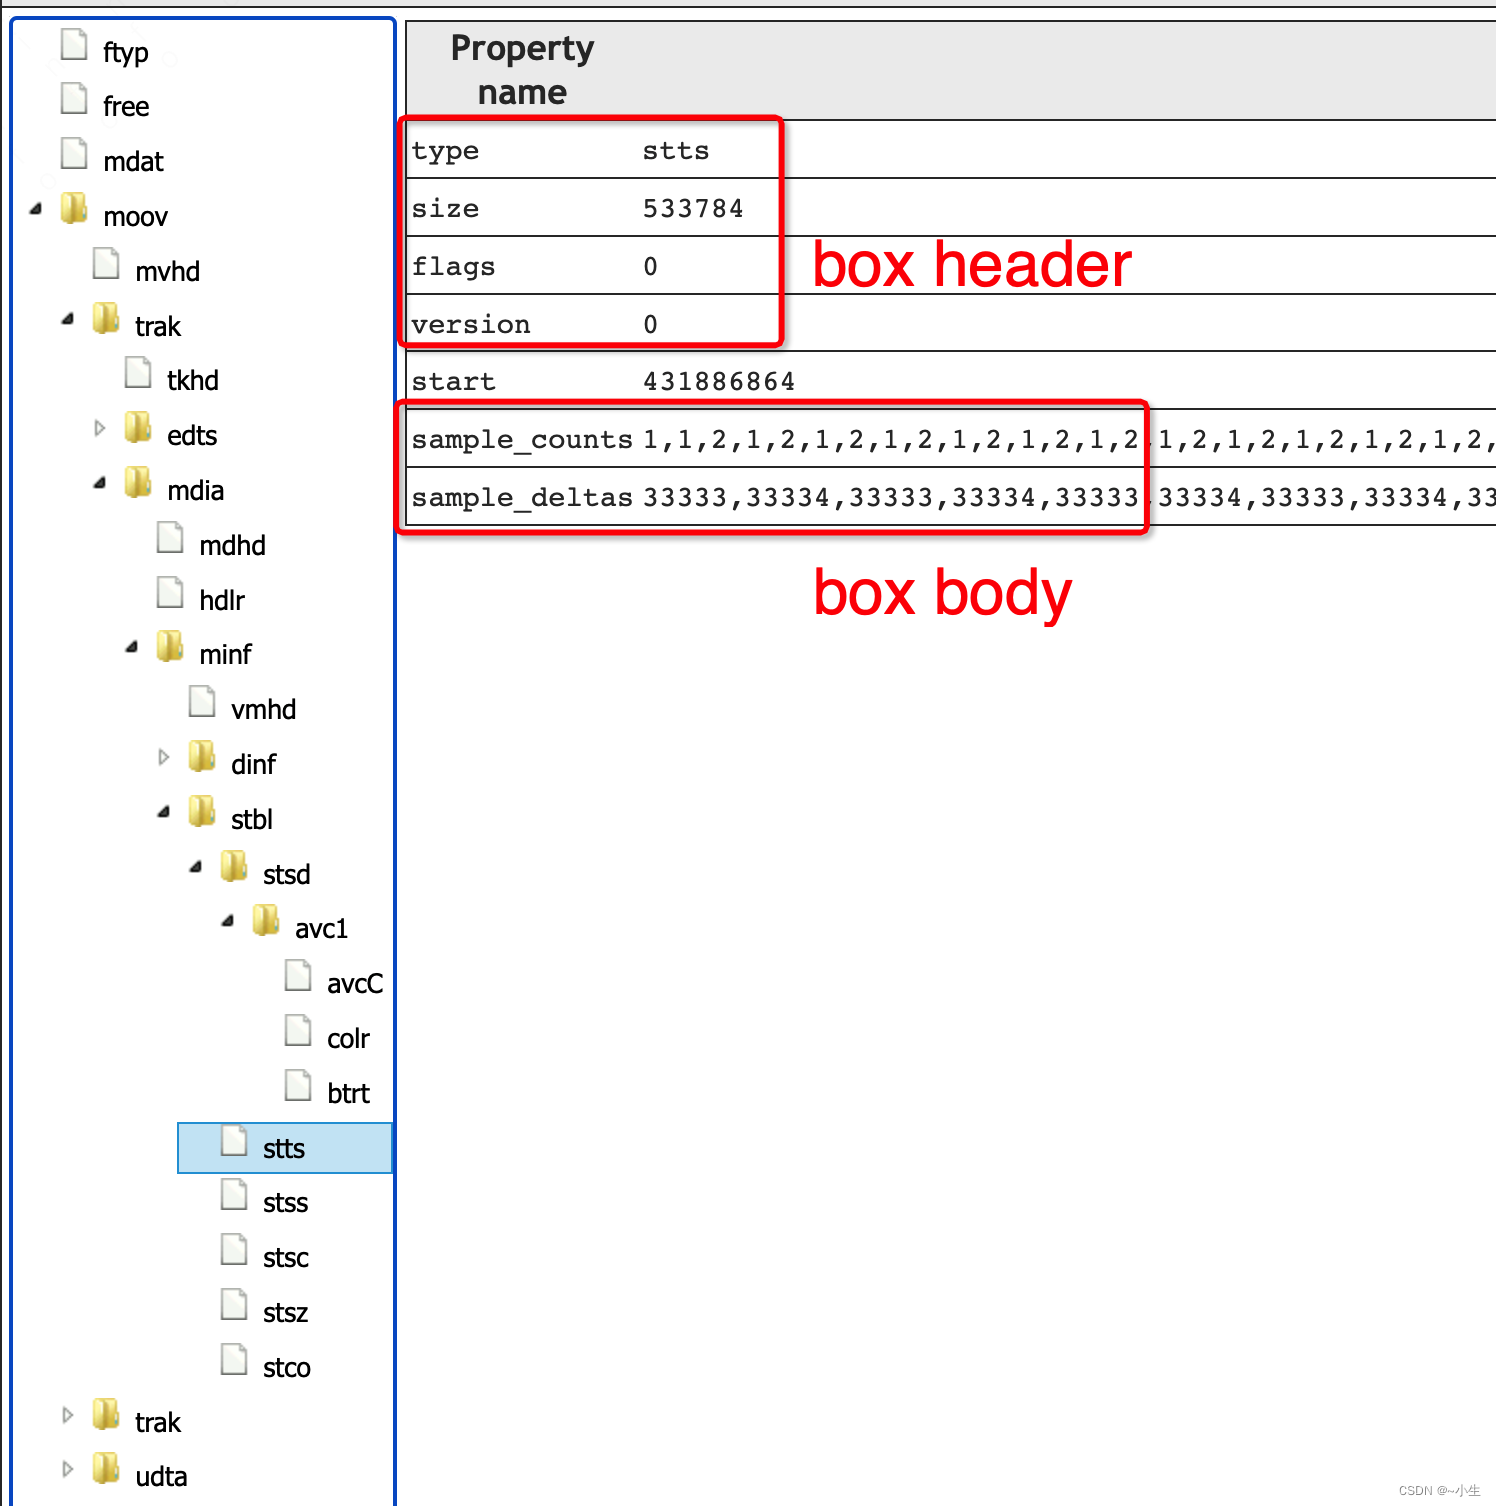 ftyp
free
mdat
moov
mvhd
trak
tkhd
edts
mdia
mdhd
hdlr
minf
vmhd
dinf
stbl
stsd
avc1
avcC
colr
btrt
stts
stss
stsc
stsz
stco
trak
udta
Property
name
type stts
size 533784
flags 0
version 0
box header
start 431886864
sample_counts 1,1,2,1,2,1,2,1,2,1,2,1,2,1,2,1,2,1,2,1,2,1,2,1,2,
sample_deltas 33333,33334,33333,33334,33333,33334,33333,33334,33
box body
CSDN @~小生